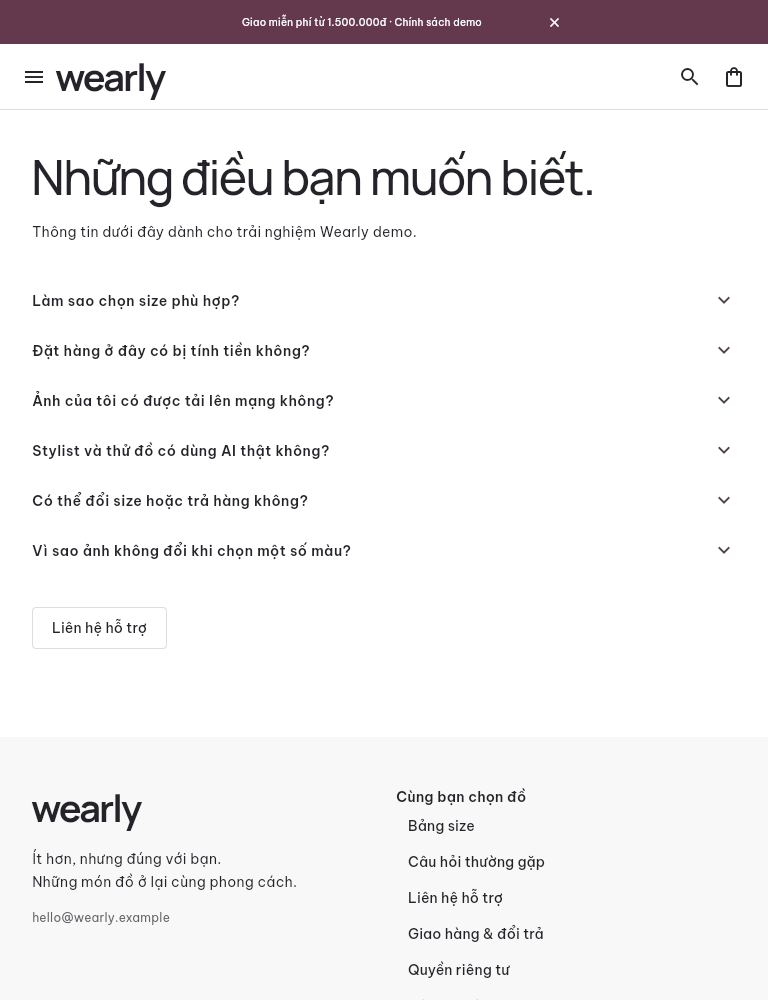 Giao miễn phí từ 1.500.000đ · Chính sách demo
wearly
Những điều bạn muốn biết.
Thông tin dưới đây dành cho trải nghiệm Wearly demo.
Làm sao chọn size phù hợp?
Đặt hàng ở đây có bị tính tiền không?
Ảnh của tôi có được tải lên mạng không?
Stylist và thử đồ có dùng AI thật không?
Có thể đổi size hoặc trả hàng không?
Vì sao ảnh không đổi khi chọn một số màu?
Liên hệ hỗ trợ
wearly
Ít hơn, nhưng đúng với bạn.
Những món đồ ở lại cùng phong cách.
hello@wearly.example
Cùng bạn chọn đồ
Bảng size
Câu hỏi thường gặp
Liên hệ hỗ trợ
Giao hàng & đổi trả
Quyền riêng tư